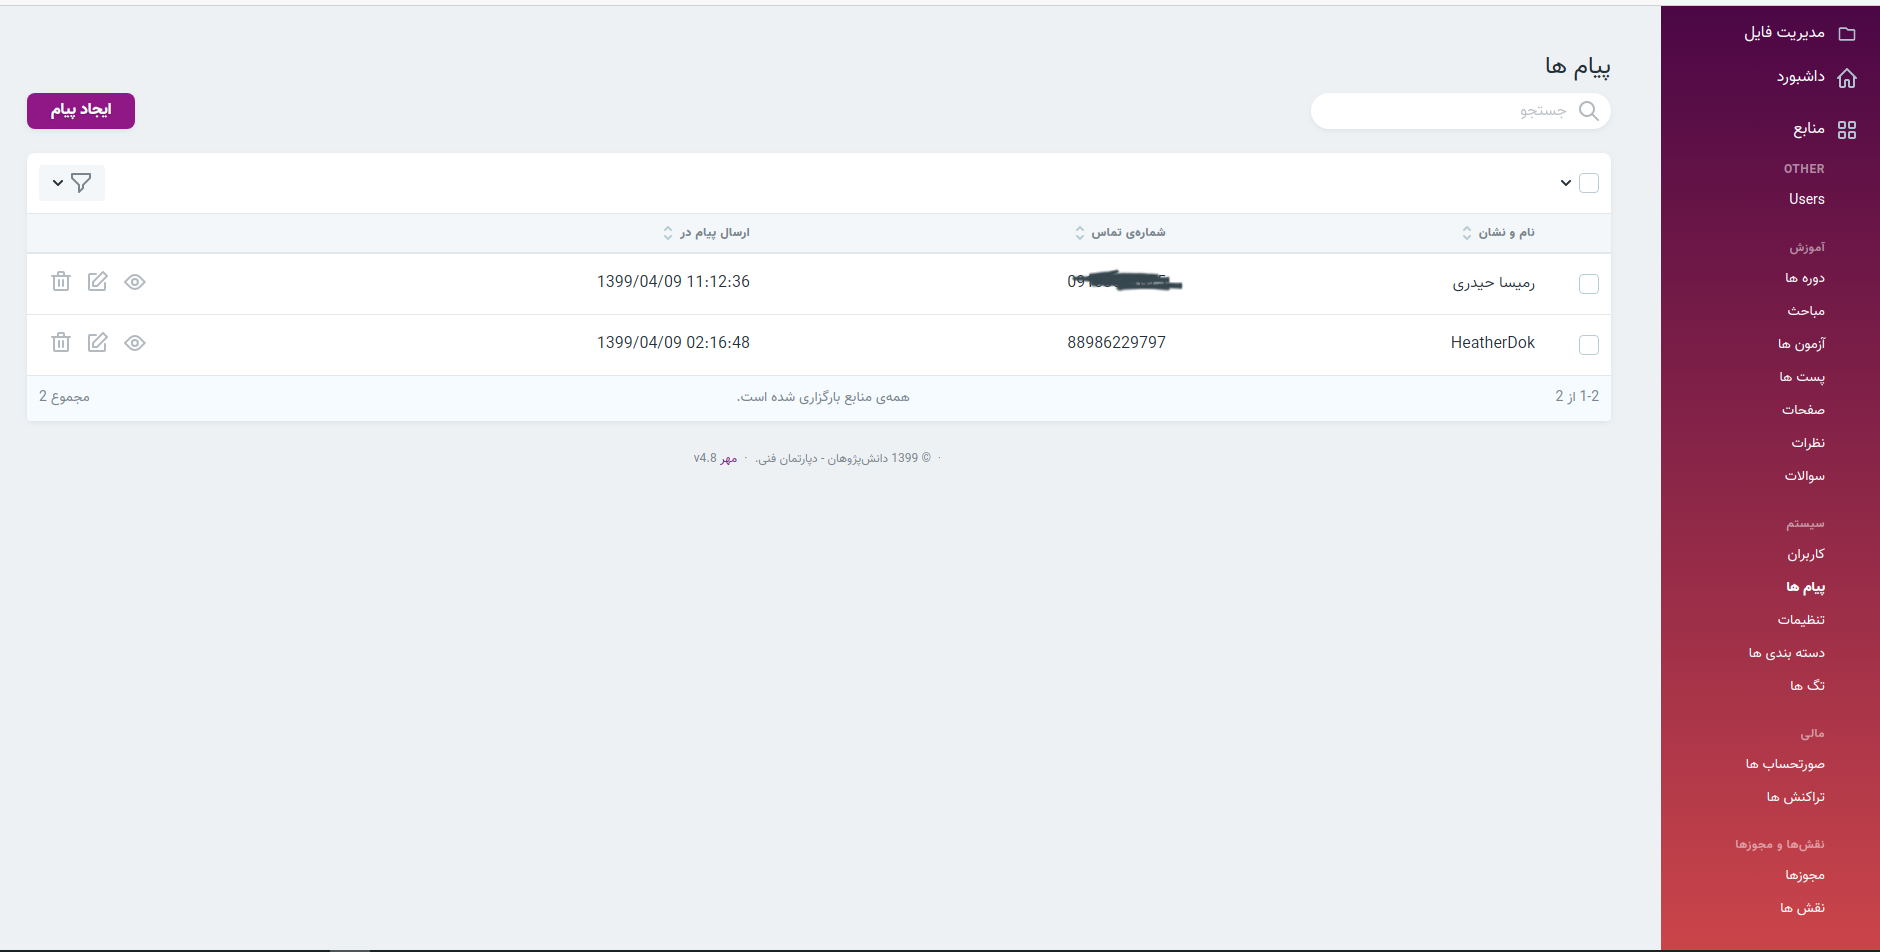 مدیریت فایل
داشبورد
منابع
OTHER
Users
آموزش
دوره ها
مباحث
آزمون ها
پست ها
صفحات
نظرات
سوالات
سیستم
کاربران
پیام ها
تنظیمات
دسته بندی ها
تگ ها
مالی
صورتحساب ها
تراکنش ها
نقش‌ها و مجوزها
مجوزها
نقش ها
پیام ها
جستجو
ایجاد پیام
نام و نشان شماره‌ی تماس ارسال پیام در
رمیسا حیدری 1399/04/09 11:12:36
HeatherDok 88986229797 1399/04/09 02:16:48
1-2 از 2 همه‌ی منابع بارگزاری شده است. مجموع 2
· © 1399 دانش‌پژوهان - دپارتمان فنی. · مهر v4.8